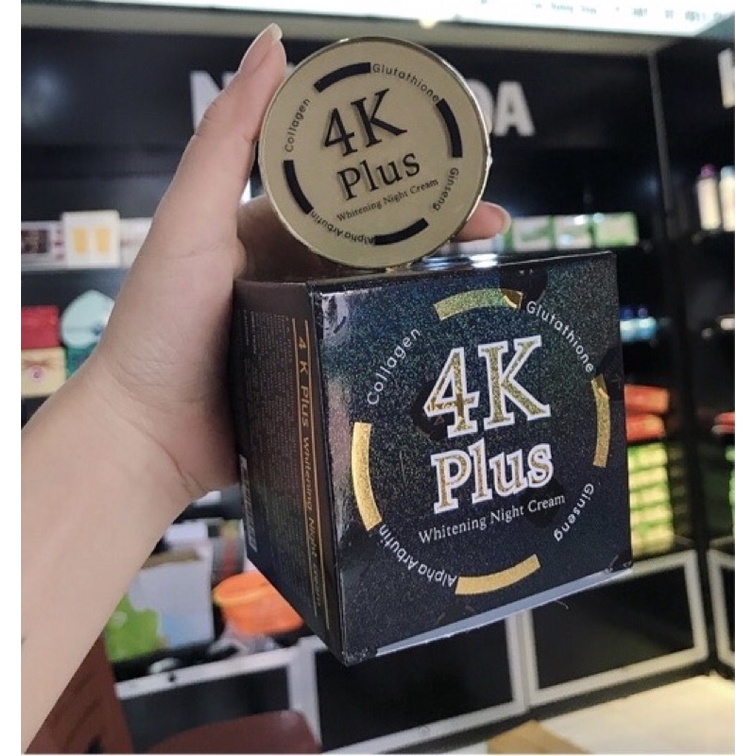 Collagen
Glutathione
4K
Plus
Whitening Night Cream
Ginseng
Alpha Arbutin
Collagen
Glutathione
4K
Plus
Whitening Night Cream
Ginseng
Alpha Arbutin
4 K Plus Whitening Night Cream